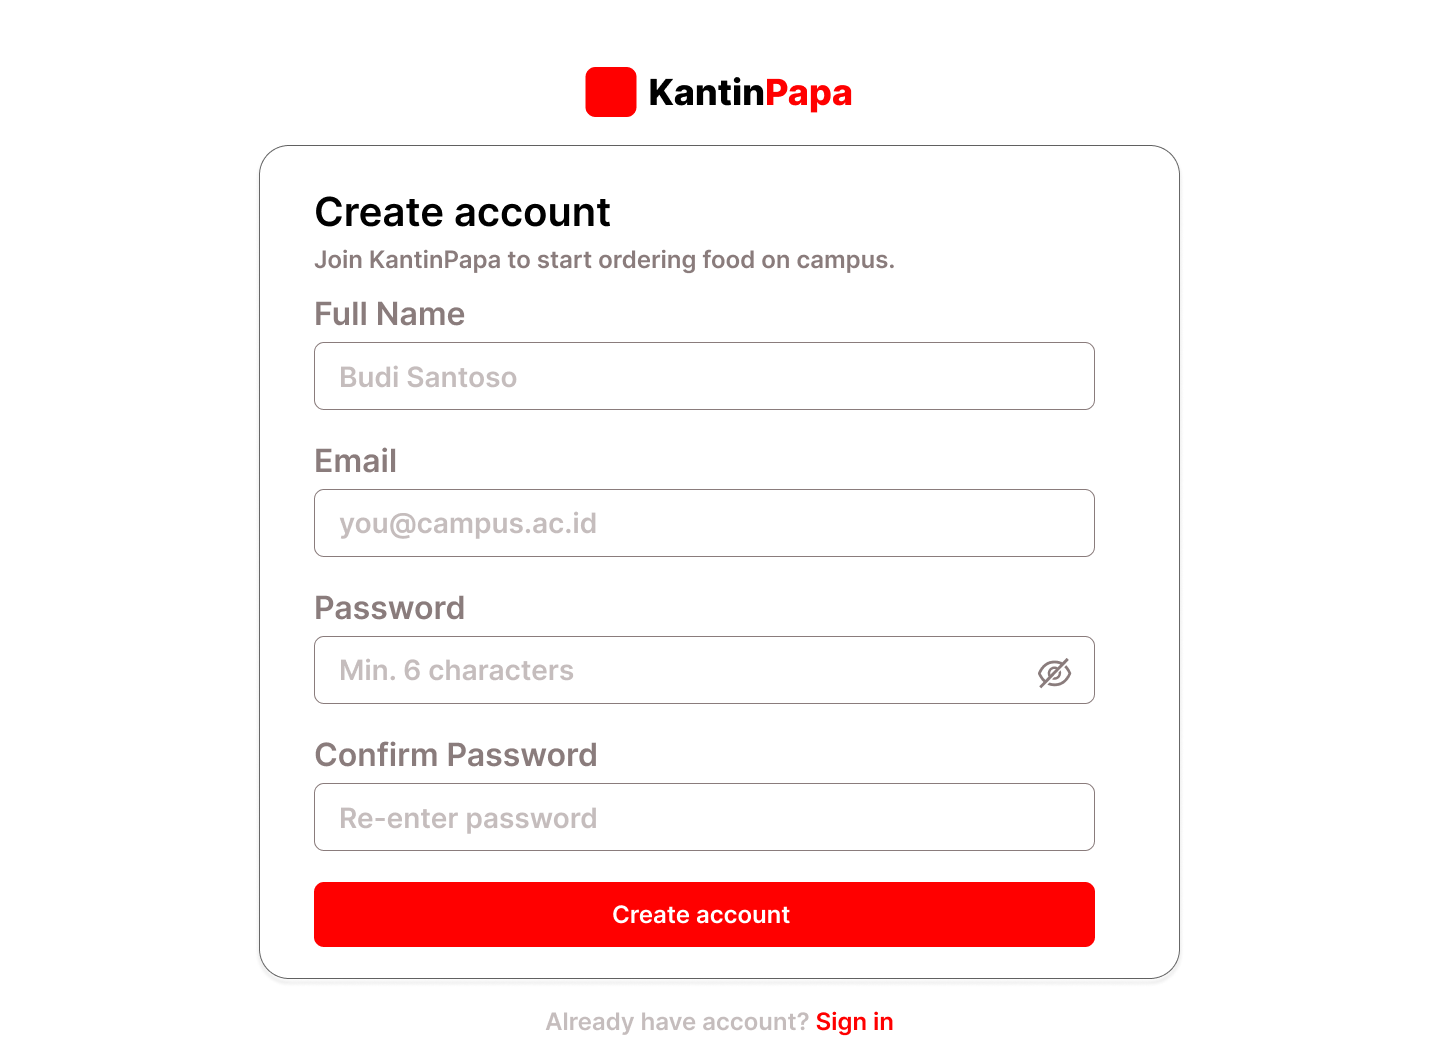 KantinPapa
Create account
Join KantinPapa to start ordering food on campus.
Full Name
Budi Santoso
Email
you@campus.ac.id
Password
Min. 6 characters
Confirm Password
Re-enter password
Create account
Already have account? Sign in